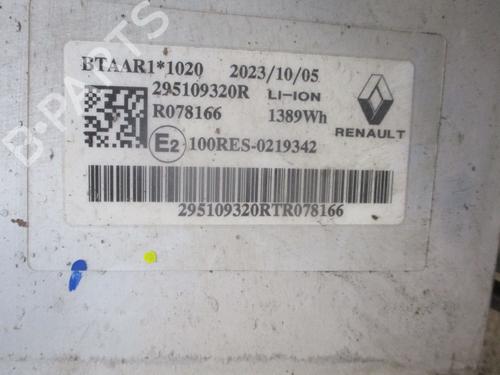 BTAAR1*1020 2023/10/05
295109320R LI-ION
R078166 1389Wh
RENAULT
E2 100RES-0219342
295109320RTR078166
B-PARTS